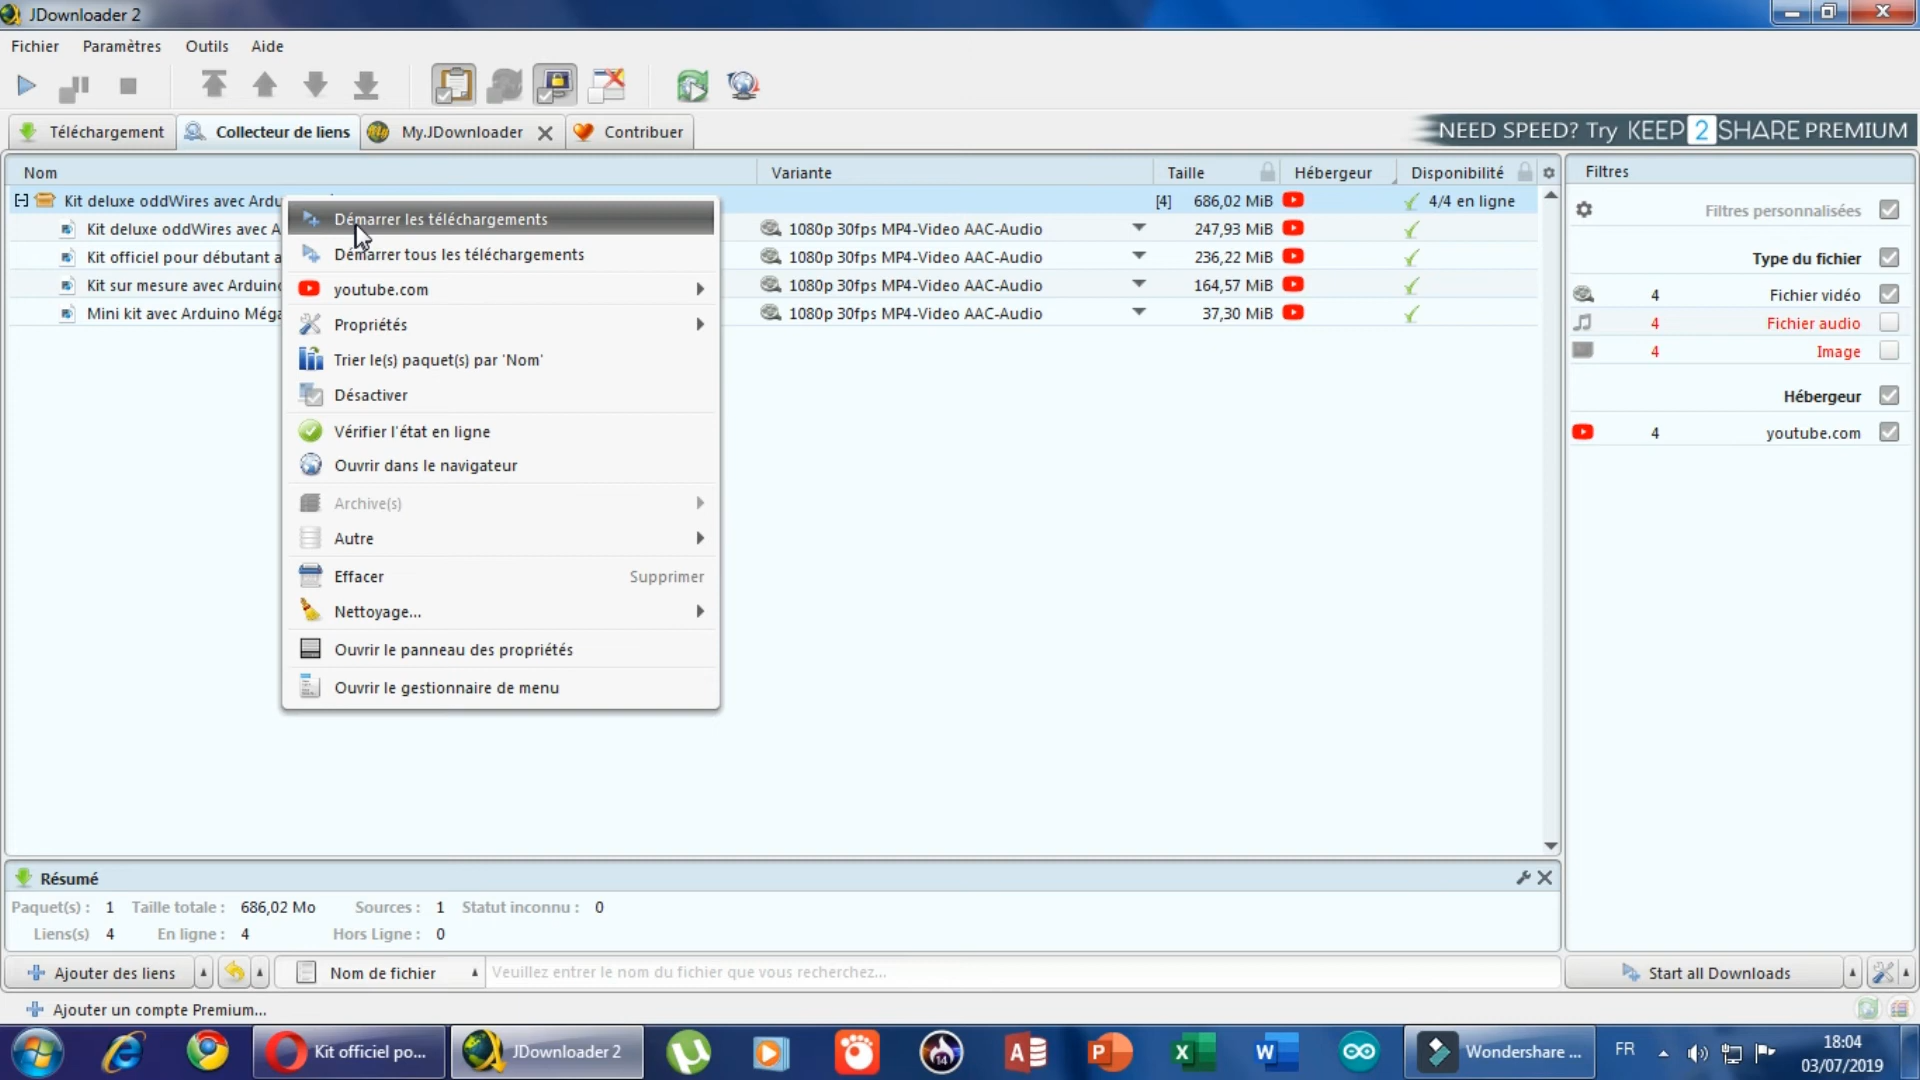 JDownloader 2
Fichier Paramètres Outils Aide
Téléchargement Collecteur de liens My.JDownloader Contribuer
NEED SPEED? Try KEEP 2 SHARE PREMIUM
Nom Variante Taille Hébergeur Disponibilité Filtres
Kit deluxe oddWires avec Ardu [4] 686,02 MiB 4/4 en ligne
Kit deluxe oddWires avec A 1080p 30fps MP4-Video AAC-Audio 247,93 MiB
Kit officiel pour débutant a 1080p 30fps MP4-Video AAC-Audio 236,22 MiB
Kit sur mesure avec Arduino 1080p 30fps MP4-Video AAC-Audio 164,57 MiB
Mini kit avec Arduino Méga 1080p 30fps MP4-Video AAC-Audio 37,30 MiB
Démarrer les téléchargements
Démarrer tous les téléchargements
youtube.com
Propriétés
Trier le(s) paquet(s) par 'Nom'
Désactiver
Vérifier l'état en ligne
Ouvrir dans le navigateur
Archive(s)
Autre
Effacer Supprimer
Nettoyage...
Ouvrir le panneau des propriétés
Ouvrir le gestionnaire de menu
Filtres personnalisées
Type du fichier
4 Fichier vidéo
4 Fichier audio
4 Image
Hébergeur
4 youtube.com
Résumé
Paquet(s) : 1 Taille totale : 686,02 Mo Sources : 1 Statut inconnu : 0
Liens(s) 4 En ligne : 4 Hors Ligne : 0
Ajouter des liens Nom de fichier Veuillez entrer le nom du fichier que vous recherchez... Start all Downloads
Ajouter un compte Premium...
Kit officiel po... JDownloader 2 14 A P X W Wondershare ... FR 18:04
03/07/2019